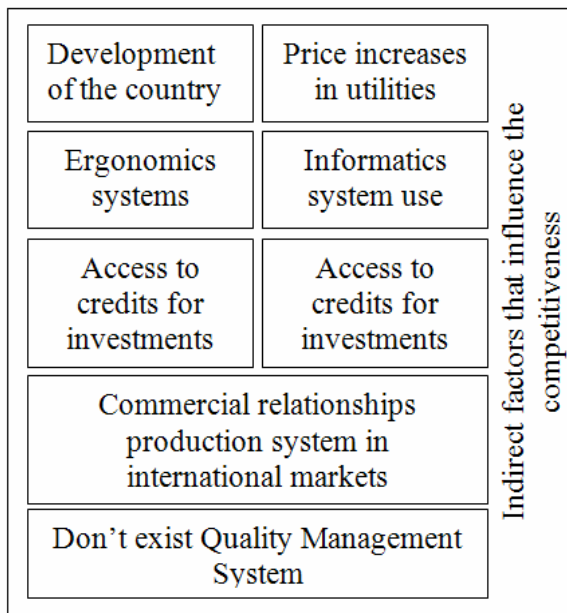 Development
of the country
Price increases
in utilities
Ergonomics
systems
Informatics
system use
Access to
credits for
investments
Access to
credits for
investments
Commercial relationships
production system in
international markets
Don’t exist Quality Management
System
Indirect factors that influence the
competitiveness